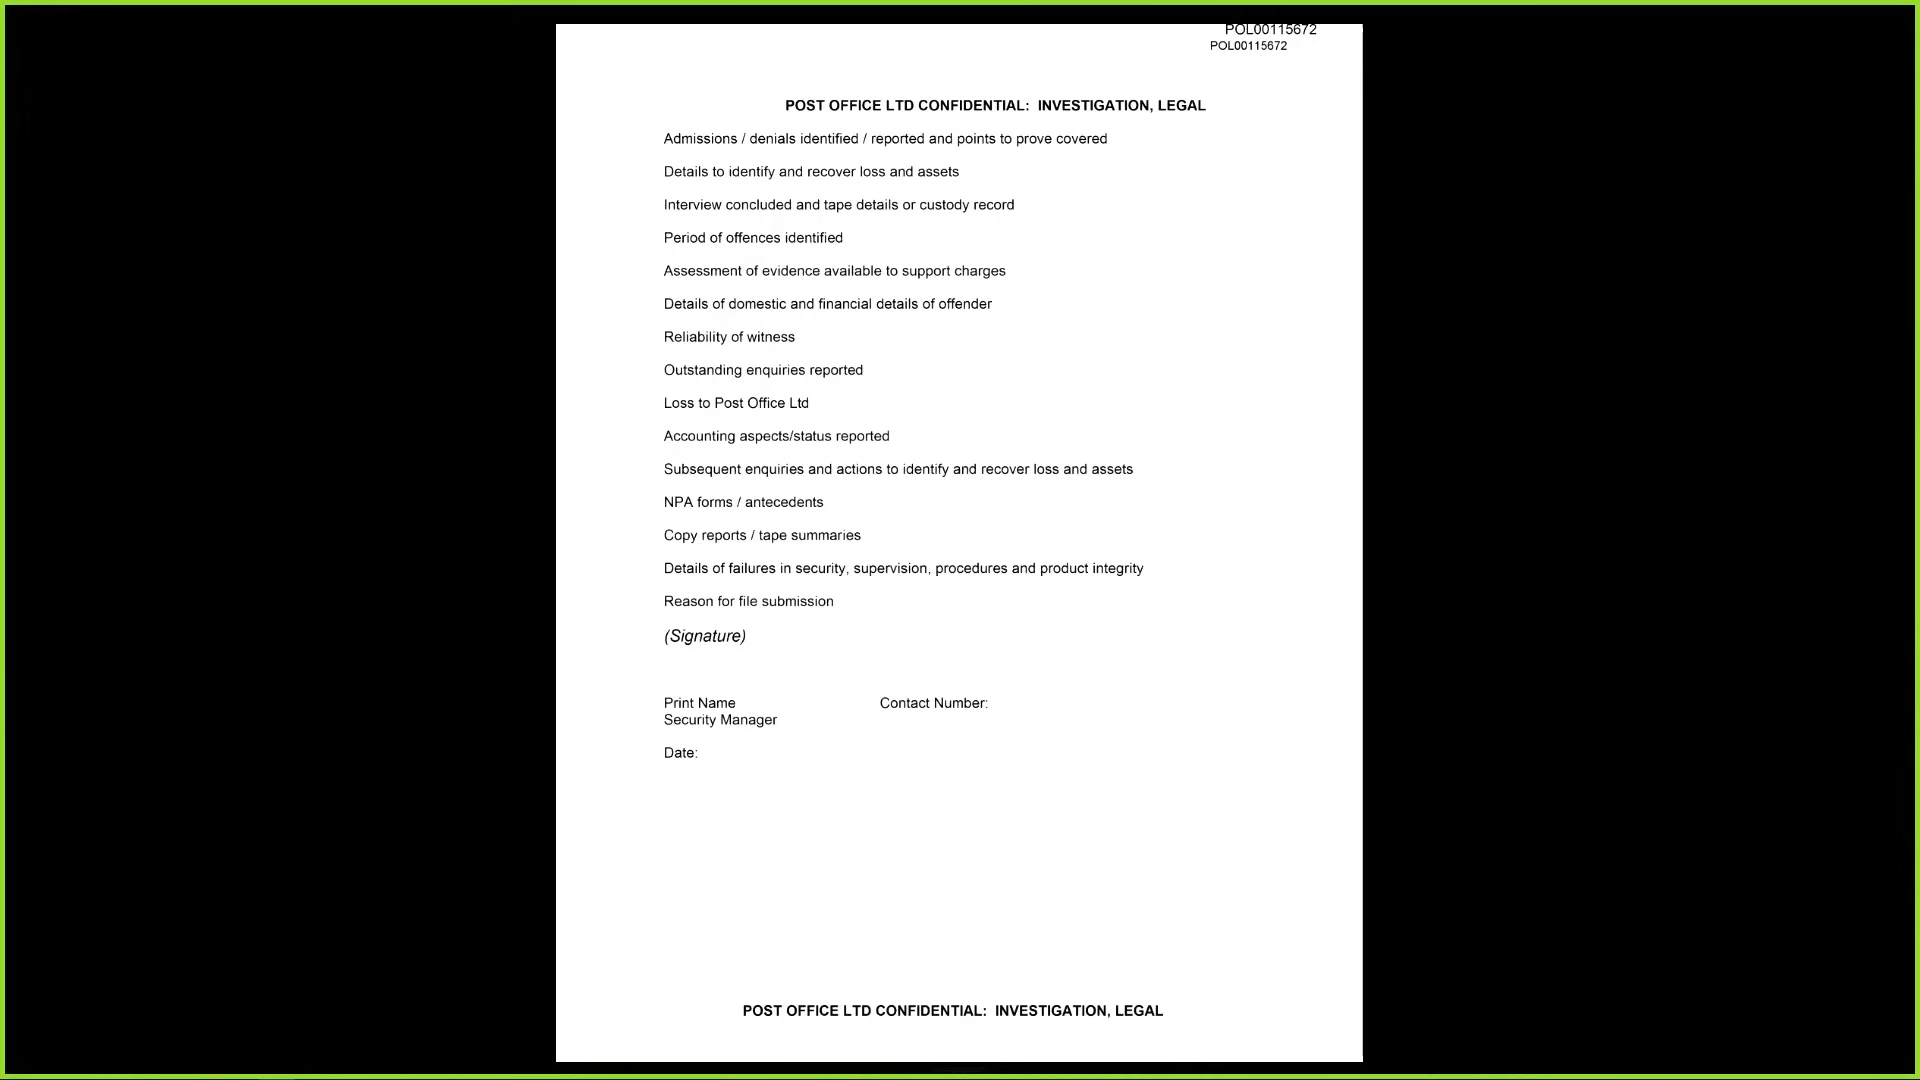 POL00115672
POL00115672
POST OFFICE LTD CONFIDENTIAL: INVESTIGATION, LEGAL
Admissions / denials identified / reported and points to prove covered
Details to identify and recover loss and assets
Interview concluded and tape details or custody record
Period of offences identified
Assessment of evidence available to support charges
Details of domestic and financial details of offender
Reliability of witness
Outstanding enquiries reported
Loss to Post Office Ltd
Accounting aspects/status reported
Subsequent enquiries and actions to identify and recover loss and assets
NPA forms / antecedents
Copy reports / tape summaries
Details of failures in security, supervision, procedures and product integrity
Reason for file submission
(Signature)
Print Name Contact Number:
Security Manager
Date:
POST OFFICE LTD CONFIDENTIAL: INVESTIGATION, LEGAL